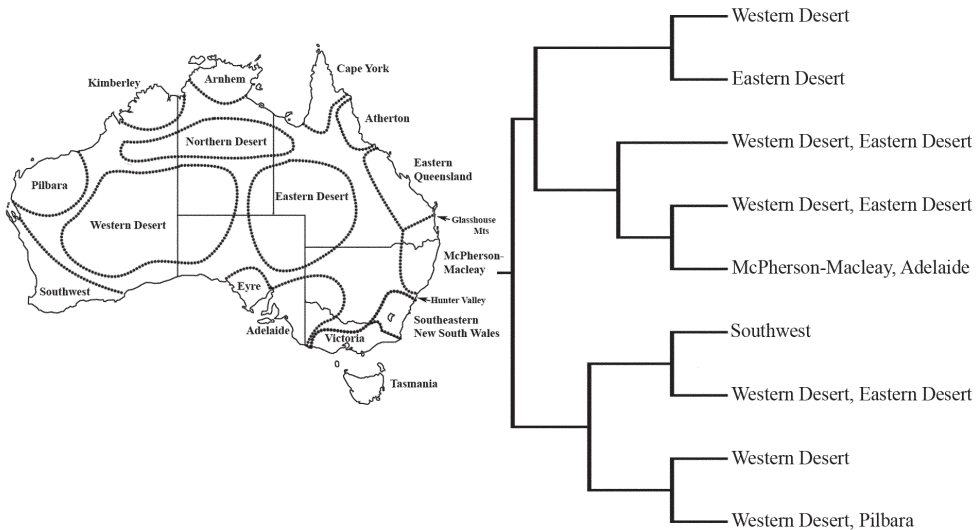 Kimberley
Arnhem
Cape York
Atherton
Northern Desert
Pilbara
Eastern
Queensland
Eastern Desert
Western Desert
Glasshouse
Mts
McPherson-
Macleay
Southwest
Eyre
Hunter Valley
Adelaide
Southeastern
New South Wales
Victoria
Tasmania
Western Desert
Eastern Desert
Western Desert, Eastern Desert
Western Desert, Eastern Desert
McPherson-Macleay, Adelaide
Southwest
Western Desert, Eastern Desert
Western Desert
Western Desert, Pilbara